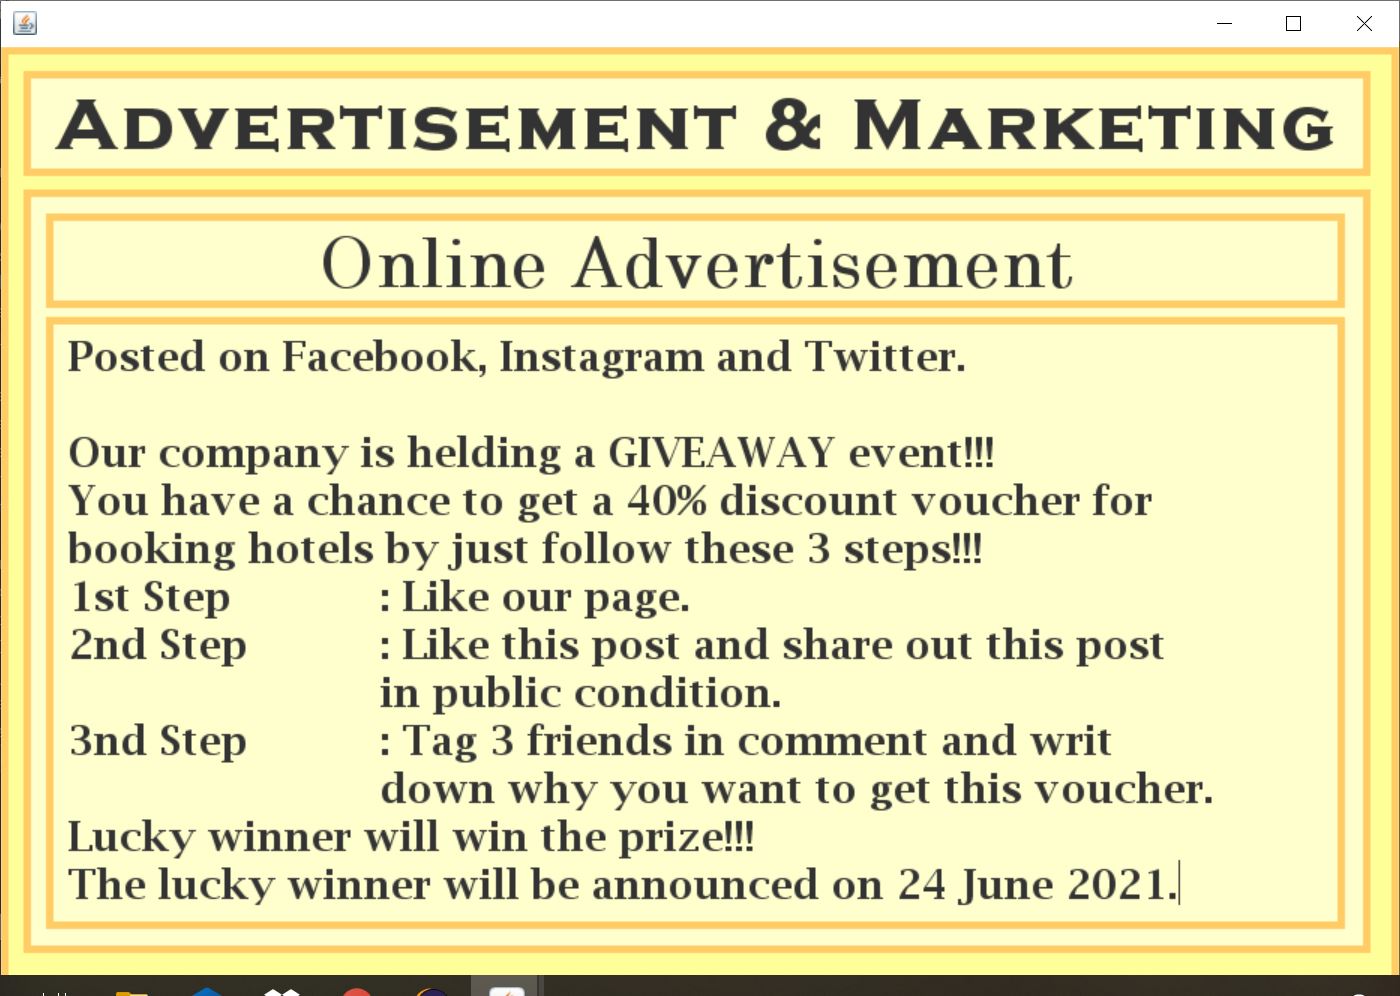 ADVERTISEMENT & MARKETING
Online Advertisement
Posted on Facebook, Instagram and Twitter.
Our company is helding a GIVEAWAY event!!!
You have a chance to get a 40% discount voucher for
booking hotels by just follow these 3 steps!!!
1st Step : Like our page.
2nd Step : Like this post and share out this post
in public condition.
3nd Step : Tag 3 friends in comment and writ
down why you want to get this voucher.
Lucky winner will win the prize!!!
The lucky winner will be announced on 24 June 2021.